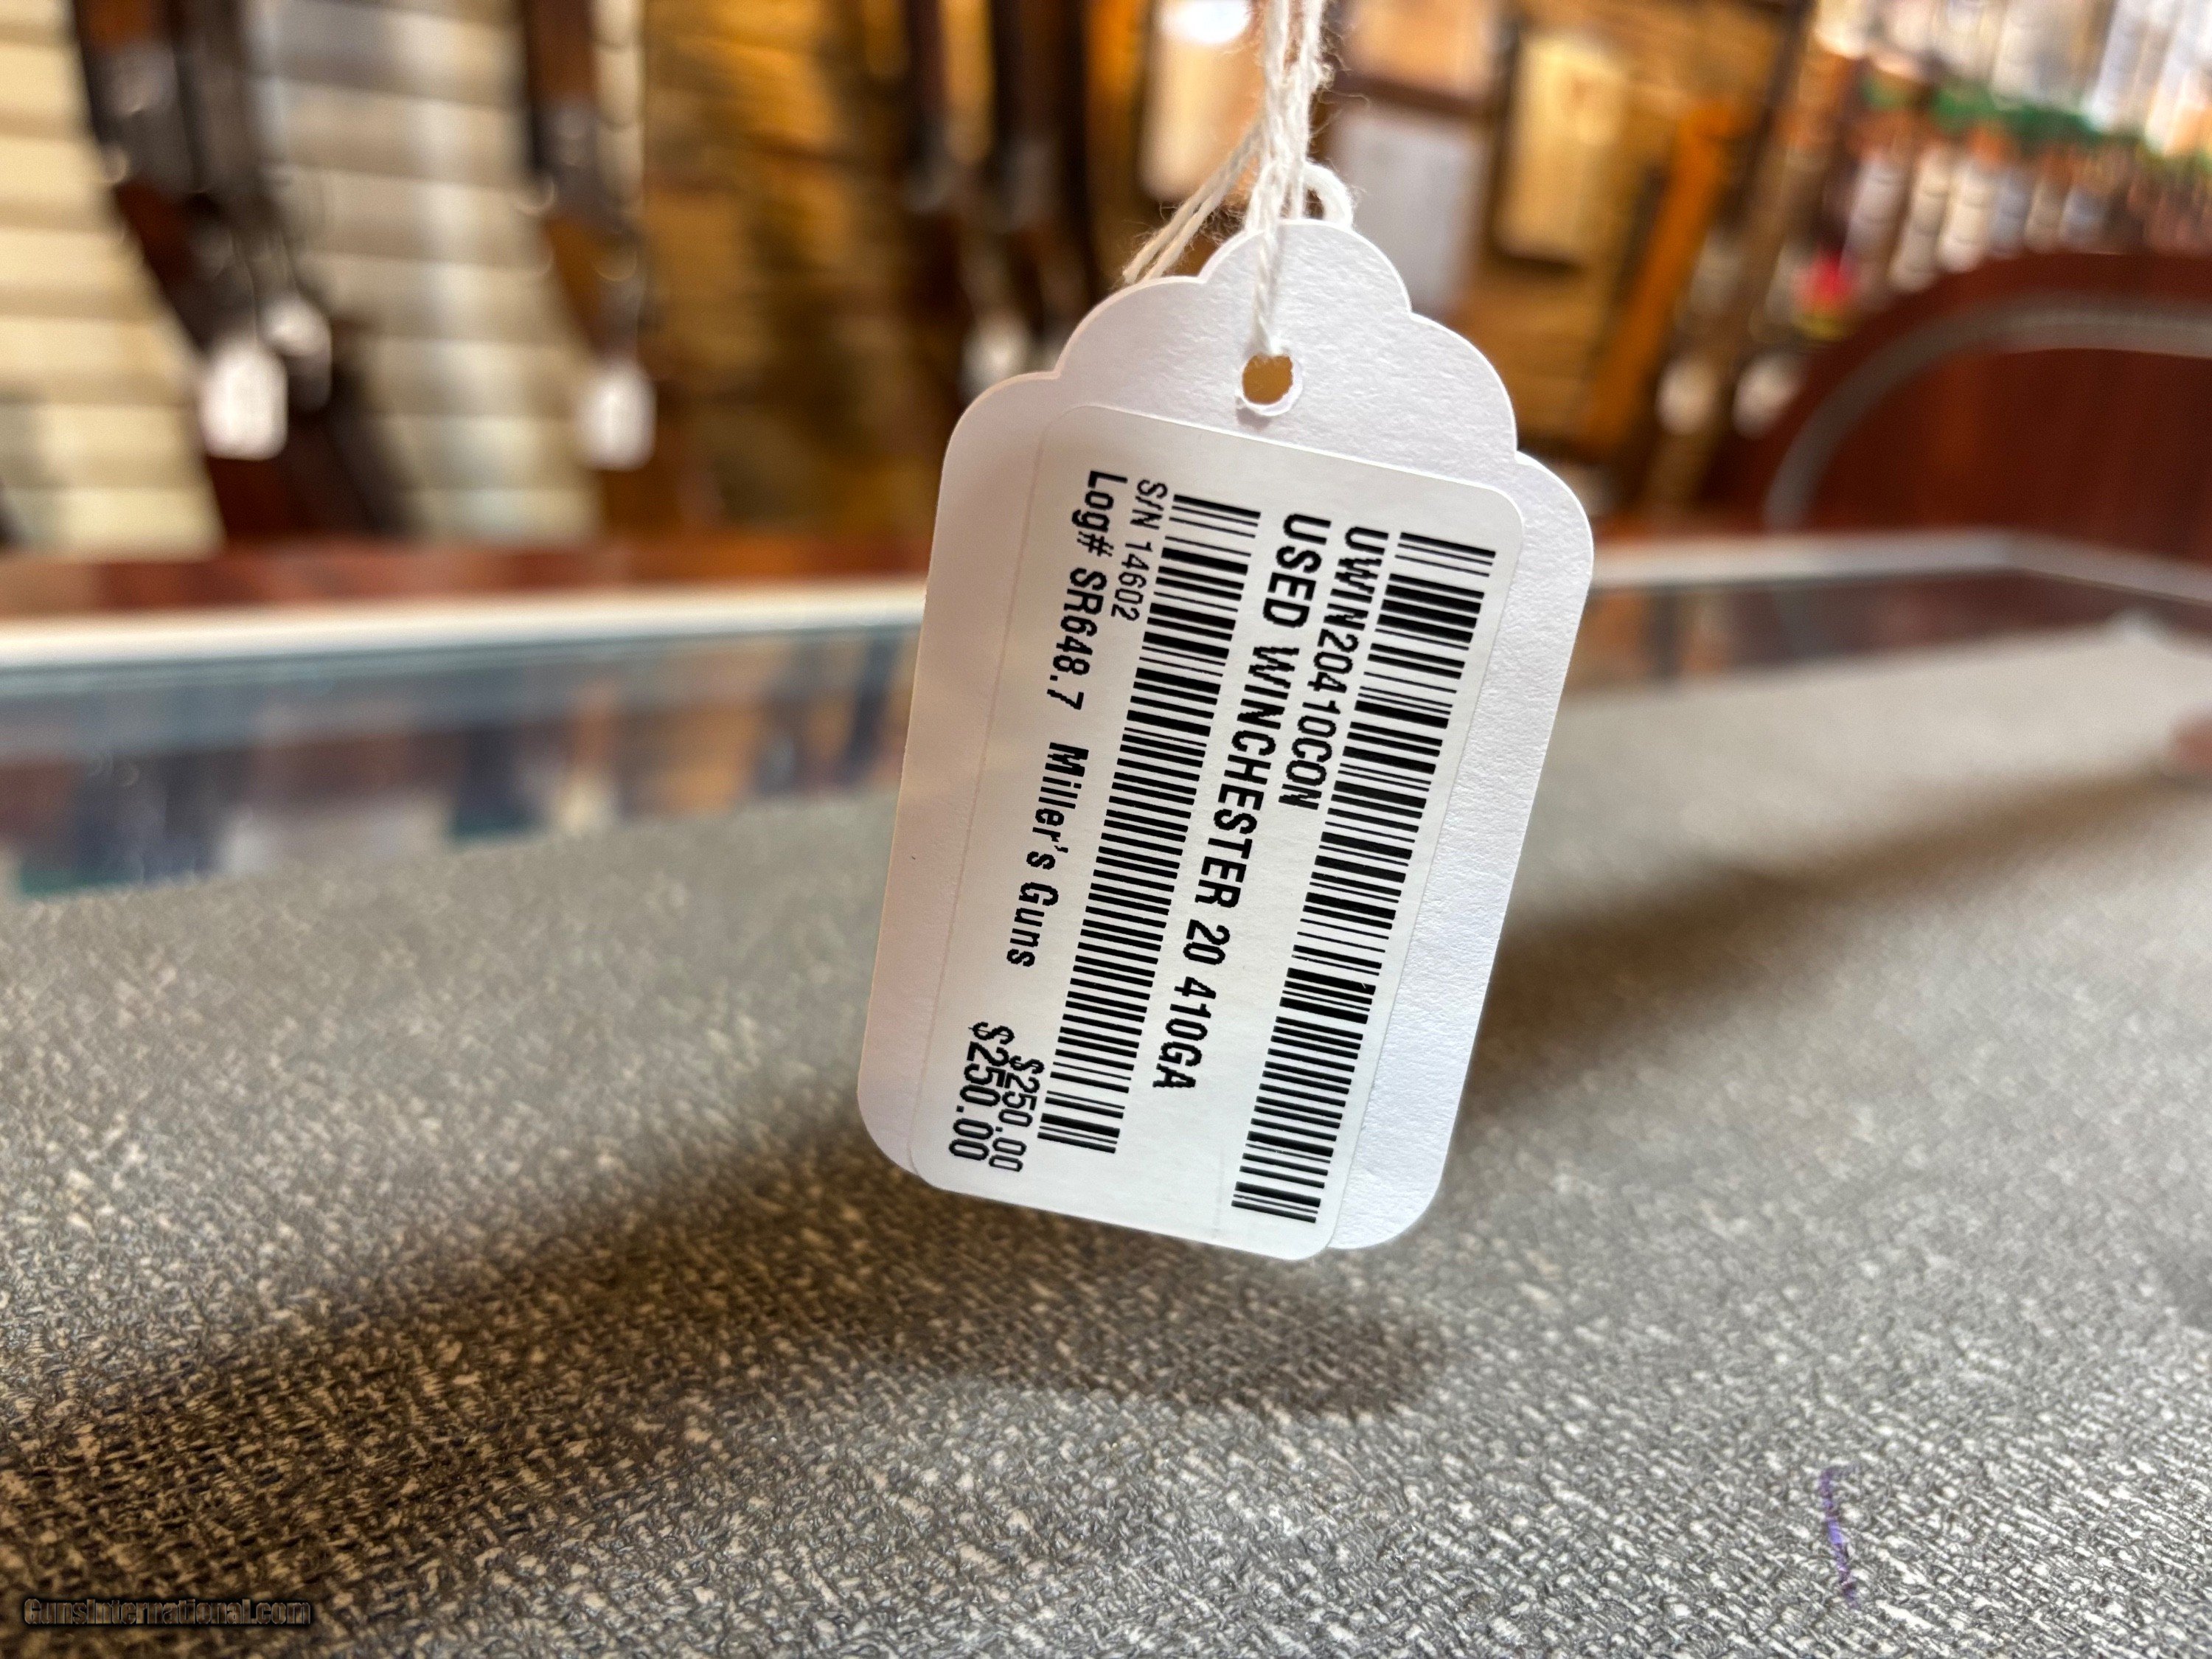 UWIN20410CON
USED WINCHESTER 20 410GA
S/N 14602
$250.00
Log# SR648.7 Miller's Guns
$250.00
GunsInternational.com